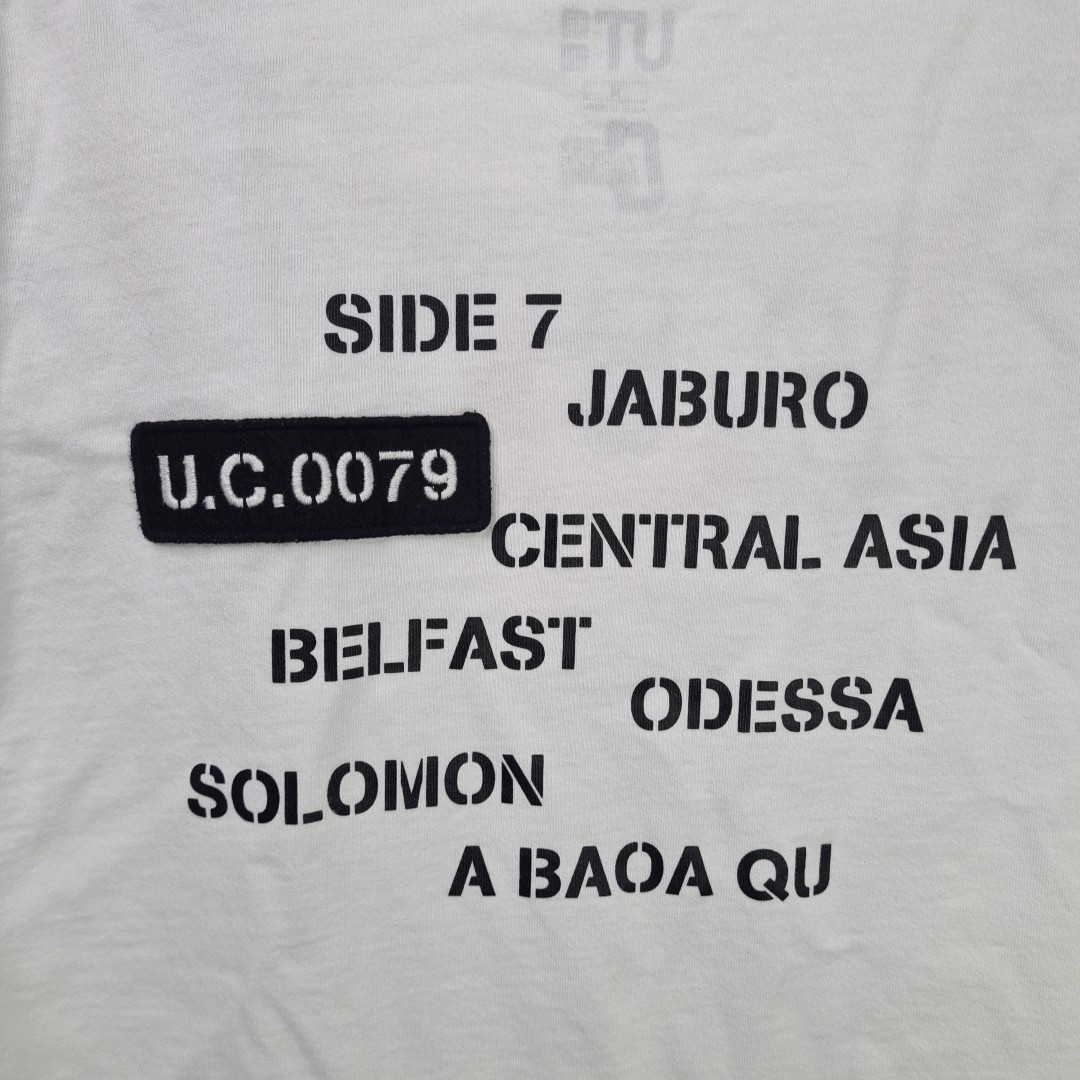 SIDE 7
JABURO
U.C.0079
CENTRAL ASIA
BELFAST
ODESSA
SOLOMON
A BAOA QU